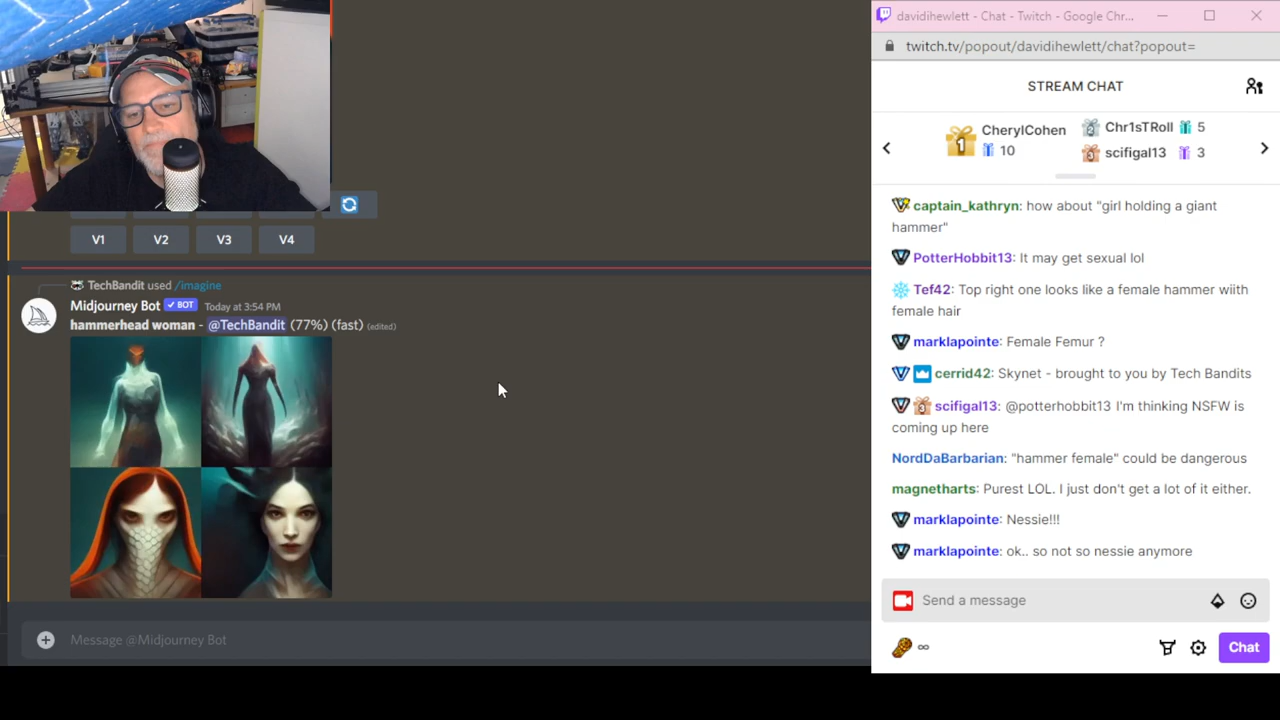 V1 V2 V3 V4
TechBandit used /imagine
Midjourney Bot ✓ BOT Today at 3:54 PM
hammerhead woman - @TechBandit (77%) (fast) (edited)
Message @Midjourney Bot
davidihewlett - Chat - Twitch - Google Chr...
twitch.tv/popout/davidihewlett/chat?popout=
STREAM CHAT
1 CherylCohen 10
2 Chr1sTRoll 5
3 scifigal13 3
captain_kathryn: how about "girl holding a giant
hammer"
PotterHobbit13: It may get sexual lol
Tef42: Top right one looks like a female hammer wiith
female hair
marklapointe: Female Femur ?
cerrid42: Skynet - brought to you by Tech Bandits
3 scifigal13: @potterhobbit13 I'm thinking NSFW is
coming up here
NordDaBarbarian: "hammer female" could be dangerous
magnetharts: Purest LOL. I just don't get a lot of it either.
marklapointe: Nessie!!!
marklapointe: ok.. so not so nessie anymore
Send a message
∞
Chat